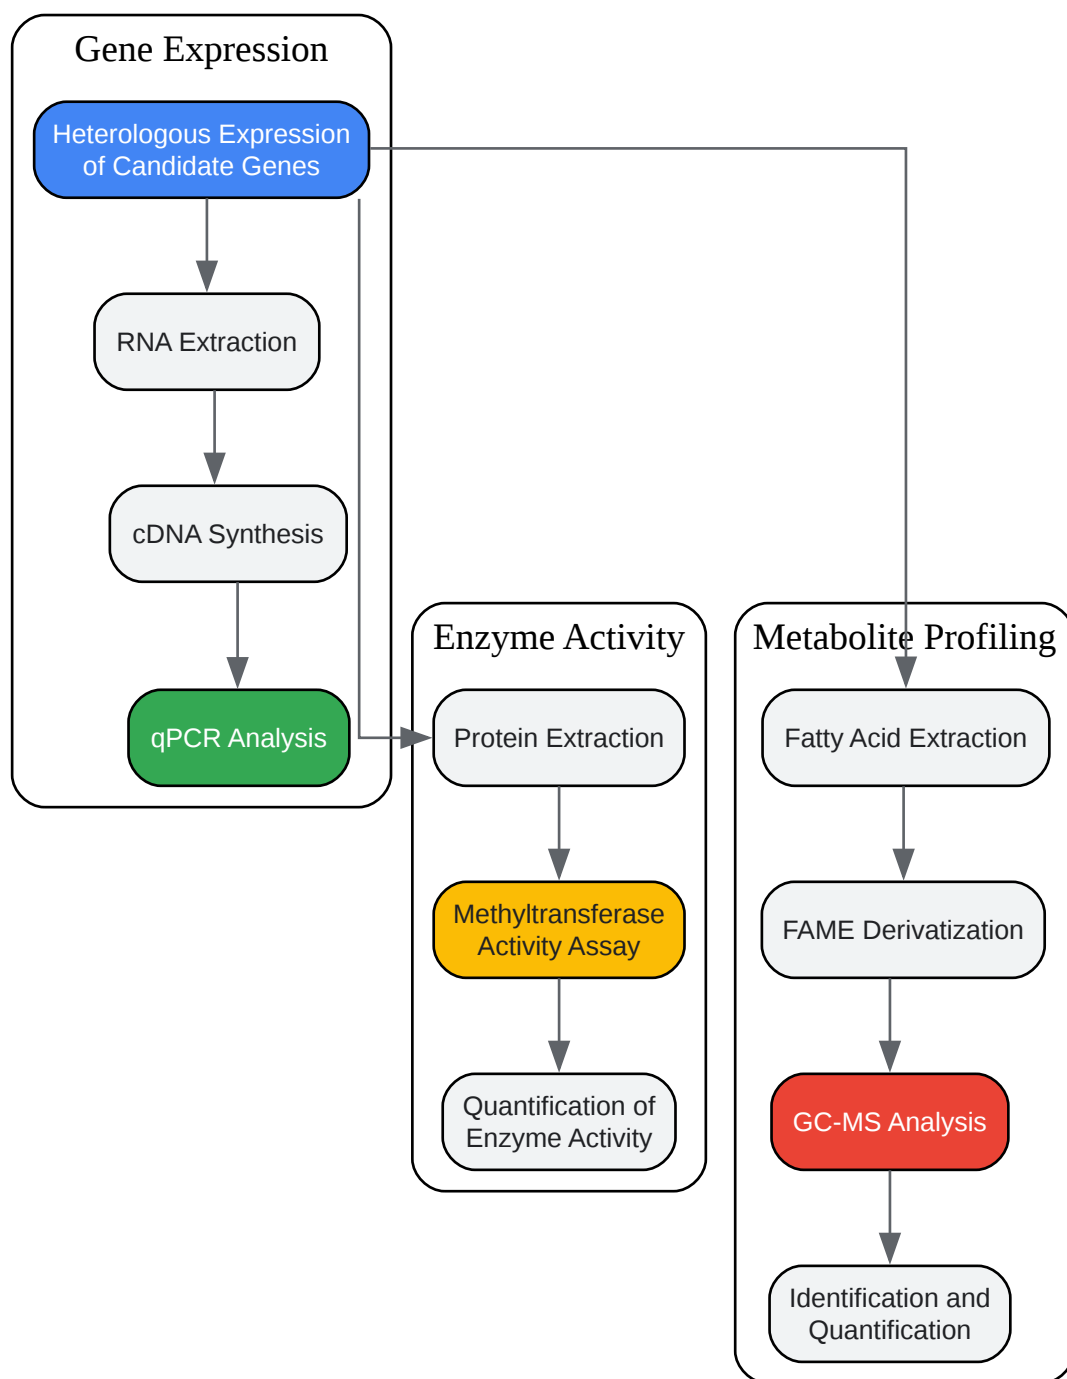 Gene Expression
Heterologous Expression
of Candidate Genes
RNA Extraction
cDNA Synthesis
qPCR Analysis
Enzyme Activity
Protein Extraction
Methyltransferase
Activity Assay
Quantification of
Enzyme Activity
Metabolite Profiling
Fatty Acid Extraction
FAME Derivatization
GC-MS Analysis
Identification and
Quantification